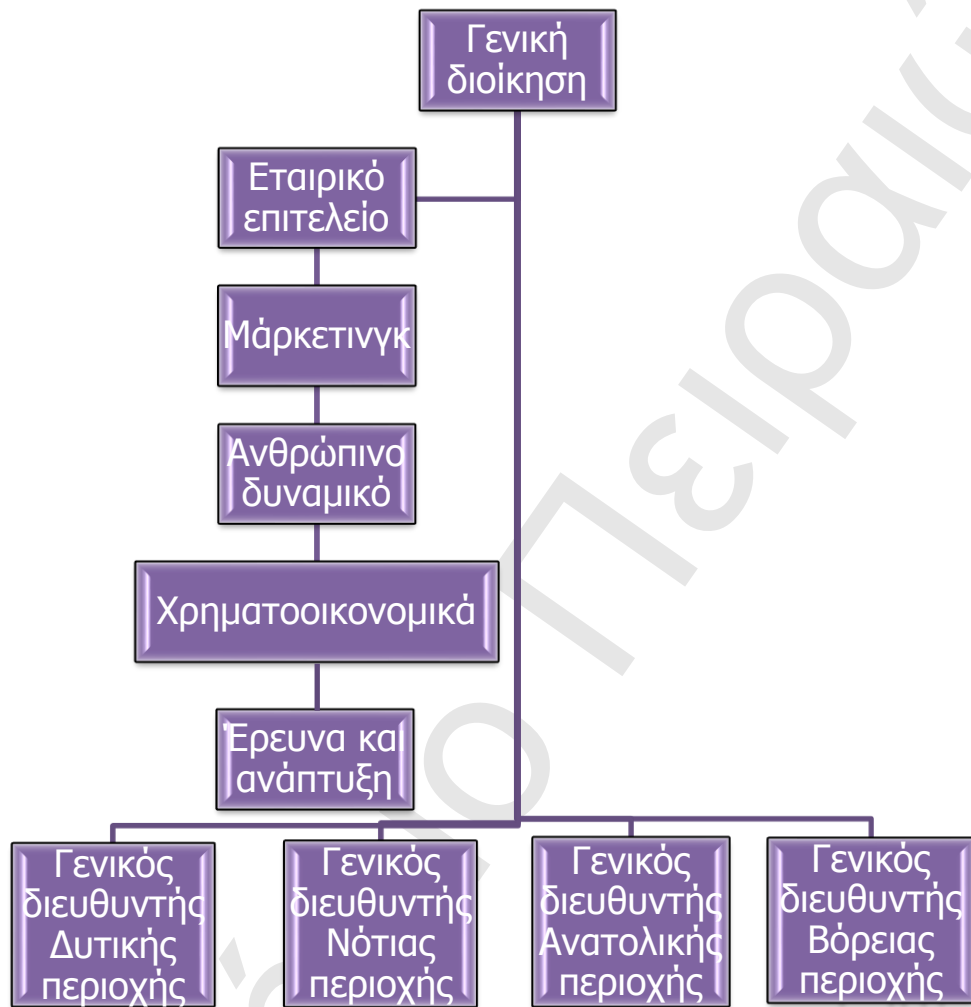 Γενική
διοίκηση
Εταιρικό
επιτελείο
Μάρκετινγκ
Ανθρώπινο
δυναμικό
Χρηματοοικονομικά
Έρευνα και
ανάπτυξη
Γενικός
διευθυντής
Δυτικής
περιοχής
Γενικός
διευθυντής
Νότιας
περιοχής
Γενικός
διευθυντής
Ανατολικής
περιοχής
Γενικός
διευθυντής
Βόρειας
περιοχής